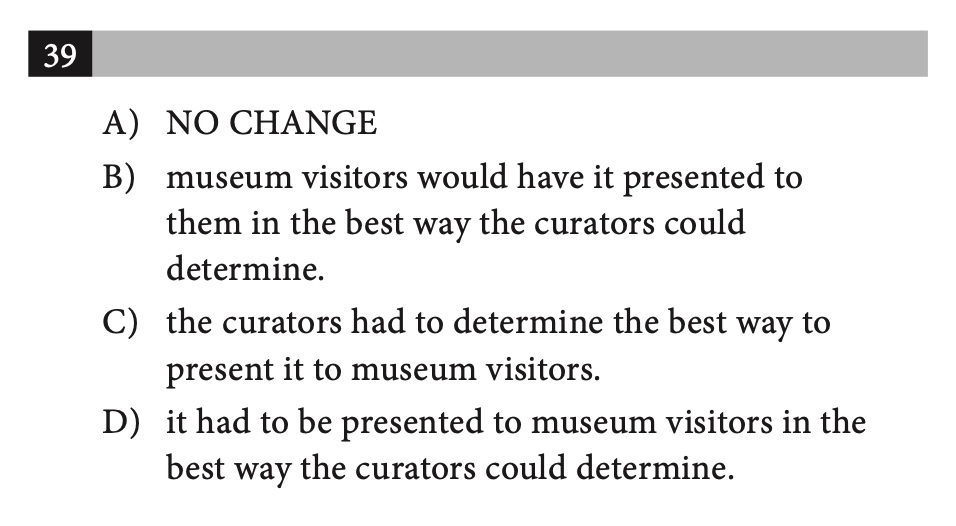 39
A) NO CHANGE
B) museum visitors would have it presented to
them in the best way the curators could
determine.
C) the curators had to determine the best way to
present it to museum visitors.
D) it had to be presented to museum visitors in the
best way the curators could determine.